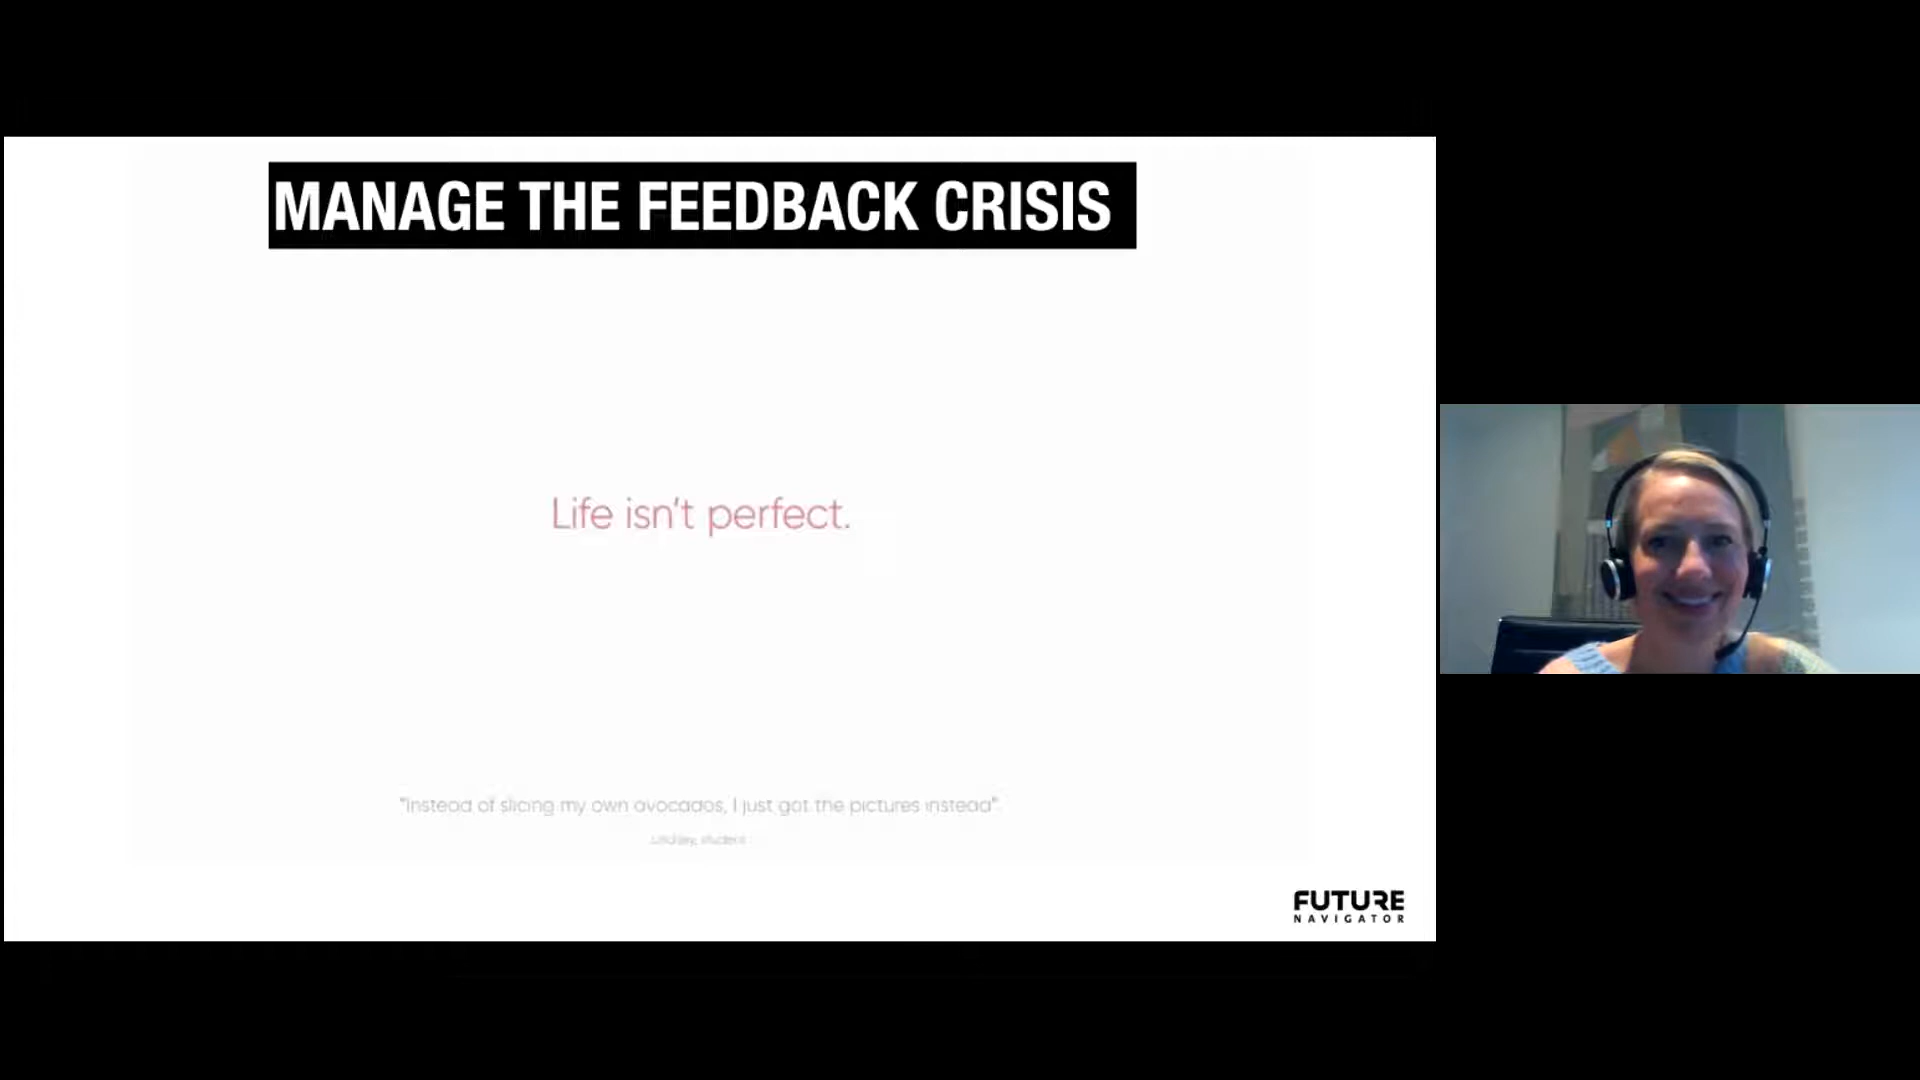 MANAGE THE FEEDBACK CRISIS
Life isn't perfect.
"Instead of slicing my own avocados, I just got the pictures instead".
student
FUTURE
NAVIGATOR